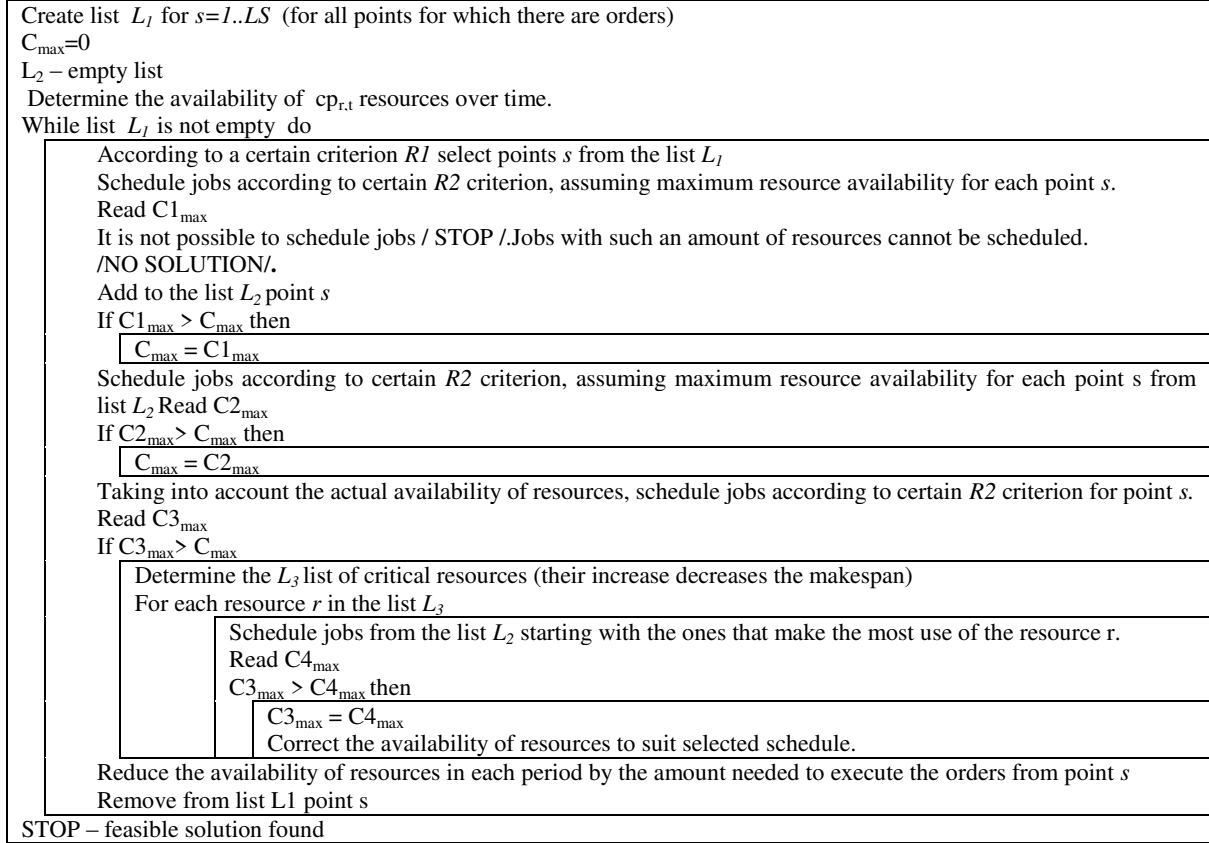 Create list L1 for s=1..LS (for all points for which there are orders)
Cmax=0
L2 – empty list
Determine the availability of cpr,t resources over time.
While list L1 is not empty do
According to a certain criterion R1 select points s from the list L1
Schedule jobs according to certain R2 criterion, assuming maximum resource availability for each point s.
Read C1max
It is not possible to schedule jobs / STOP /.Jobs with such an amount of resources cannot be scheduled.
/NO SOLUTION/.
Add to the list L2 point s
If C1max > Cmax then
Cmax = C1max
Schedule jobs according to certain R2 criterion, assuming maximum resource availability for each point s from
list L2 Read C2max
If C2max> Cmax then
Cmax = C2max
Taking into account the actual availability of resources, schedule jobs according to certain R2 criterion for point s.
Read C3max
If C3max> Cmax
Determine the L3 list of critical resources (their increase decreases the makespan)
For each resource r in the list L3
Schedule jobs from the list L2 starting with the ones that make the most use of the resource r.
Read C4max
C3max > C4max then
C3max = C4max
Correct the availability of resources to suit selected schedule.
Reduce the availability of resources in each period by the amount needed to execute the orders from point s
Remove from list L1 point s
STOP – feasible solution found